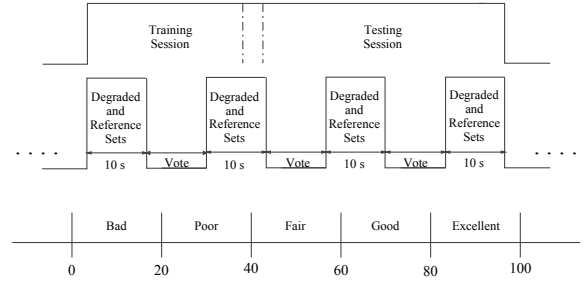 Training Session
Testing Session
Degraded and Reference Sets
Degraded and Reference Sets
Degraded and Reference Sets
Degraded and Reference Sets
. . . . 10 s Vote 10 s Vote 10 s Vote 10 s . . . .
Bad Poor Fair Good Excellent
0 20 40 60 80 100